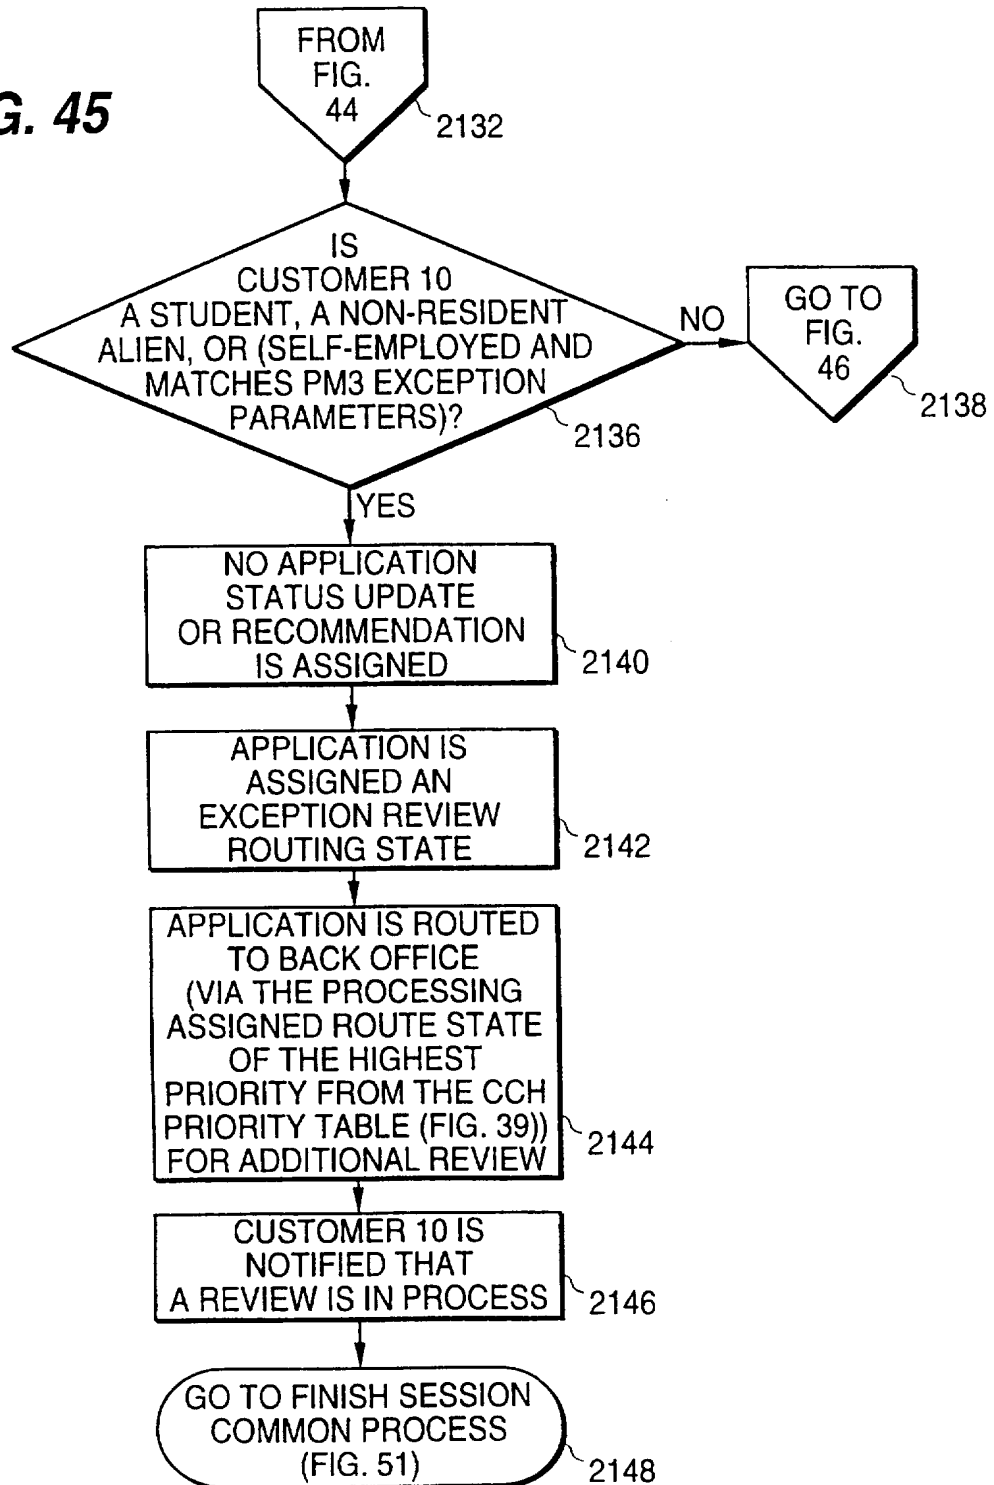 G. 45
FROM
FIG.
44
2132
IS
CUSTOMER 10
A STUDENT, A NON-RESIDENT
ALIEN, OR (SELF-EMPLOYED AND
MATCHES PM3 EXCEPTION
PARAMETERS)?
2136
NO
GO TO
FIG.
46
2138
YES
NO APPLICATION
STATUS UPDATE
OR RECOMMENDATION
IS ASSIGNED
2140
APPLICATION IS
ASSIGNED AN
EXCEPTION REVIEW
ROUTING STATE
2142
APPLICATION IS ROUTED
TO BACK OFFICE
(VIA THE PROCESSING
ASSIGNED ROUTE STATE
OF THE HIGHEST
PRIORITY FROM THE CCH
PRIORITY TABLE (FIG. 39))
FOR ADDITIONAL REVIEW
2144
CUSTOMER 10 IS
NOTIFIED THAT
A REVIEW IS IN PROCESS
2146
GO TO FINISH SESSION
COMMON PROCESS
(FIG. 51)
2148